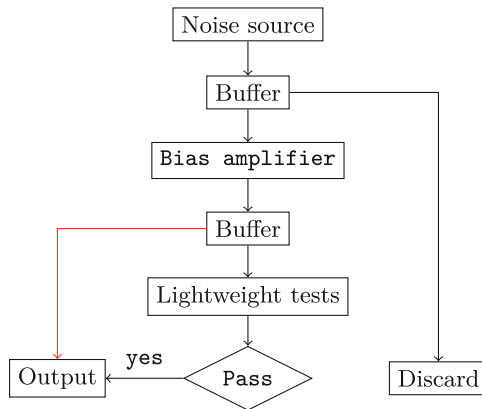 Noise source
Buffer
Bias amplifier
Buffer
Lightweight tests
yes
Output
Pass
Discard